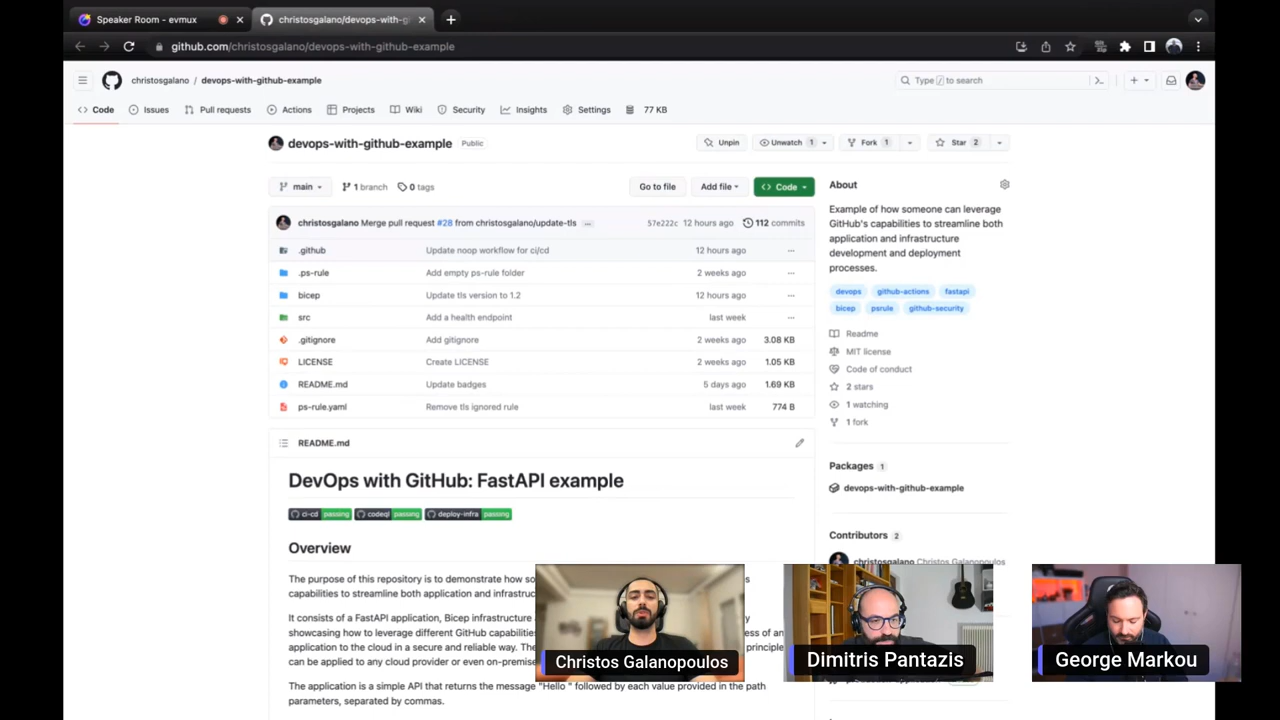 Speaker Room - evmux
christosgalano/devops-with-gi
github.com/christosgalano/devops-with-github-example
christosgalano / devops-with-github-example
Type / to search
Code Issues Pull requests Actions Projects Wiki Security Insights Settings 77 KB
devops-with-github-example Public
Unpin Unwatch 1 Fork 1 Star 2
main 1 branch 0 tags Go to file Add file Code
christosgalano Merge pull request #28 from christosgalano/update-tls ... 57e222c 12 hours ago 112 commits
.github Update noop workflow for ci/cd 12 hours ago ...
.ps-rule Add empty ps-rule folder 2 weeks ago ...
bicep Update tls version to 1.2 12 hours ago ...
src Add a health endpoint last week ...
.gitignore Add gitignore 2 weeks ago 3.08 KB
LICENSE Create LICENSE 2 weeks ago 1.05 KB
README.md Update badges 5 days ago 1.69 KB
ps-rule.yaml Remove tls ignored rule last week 774 B
README.md
DevOps with GitHub: FastAPI example
ci-cd passing codeql passing deploy-infra passing
Overview
The purpose of this repository is to demonstrate how so
capabilities to streamline both application and infrastruc
It consists of a FastAPI application, Bicep infrastructure
showcasing how to leverage different GitHub capabilities
application to the cloud in a secure and reliable way. The principle
can be applied to any cloud provider or even on-premise
The application is a simple API that returns the message "Hello " followed by each value provided in the path
parameters, separated by commas.
About
Example of how someone can leverage
GitHub's capabilities to streamline both
application and infrastructure
development and deployment
processes.
devops github-actions fastapi
bicep psrule github-security
Readme
MIT license
Code of conduct
2 stars
1 watching
1 fork
Packages 1
devops-with-github-example
Contributors 2
christosgalano Christos Galanopoulos
Christos Galanopoulos
Dimitris Pantazis
George Markou